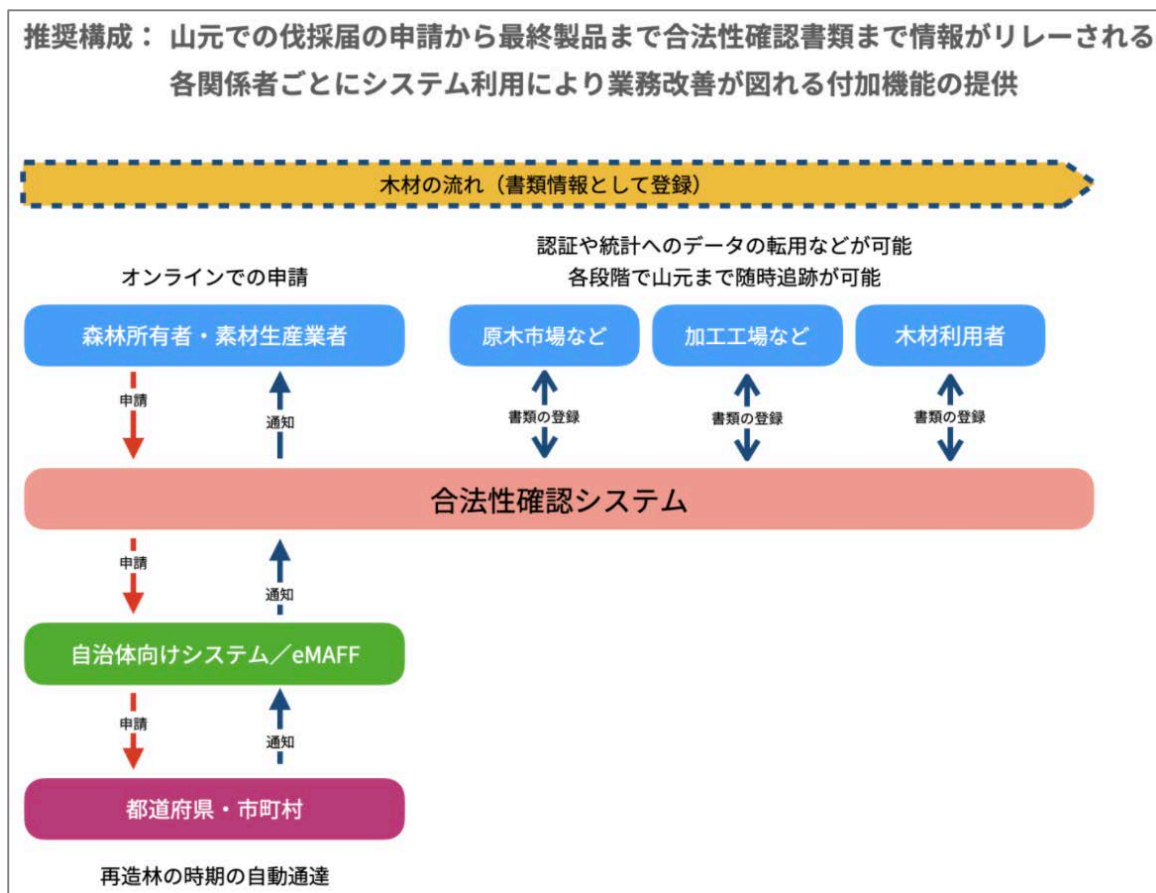 推奨構成： 山元での伐採届の申請から最終製品まで合法性確認書類まで情報がリレーされる
各関係者ごとにシステム利用により業務改善が図れる付加機能の提供
木材の流れ（書類情報として登録）
認証や統計へのデータの転用などが可能
各段階で山元まで随時追跡が可能
オンラインでの申請
森林所有者・素材生産業者
原木市場など
加工工場など
木材利用者
申請
通知
書類の登録
書類の登録
書類の登録
合法性確認システム
申請
通知
自治体向けシステム／eMAFF
申請
通知
都道府県・市町村
再造林の時期の自動通達